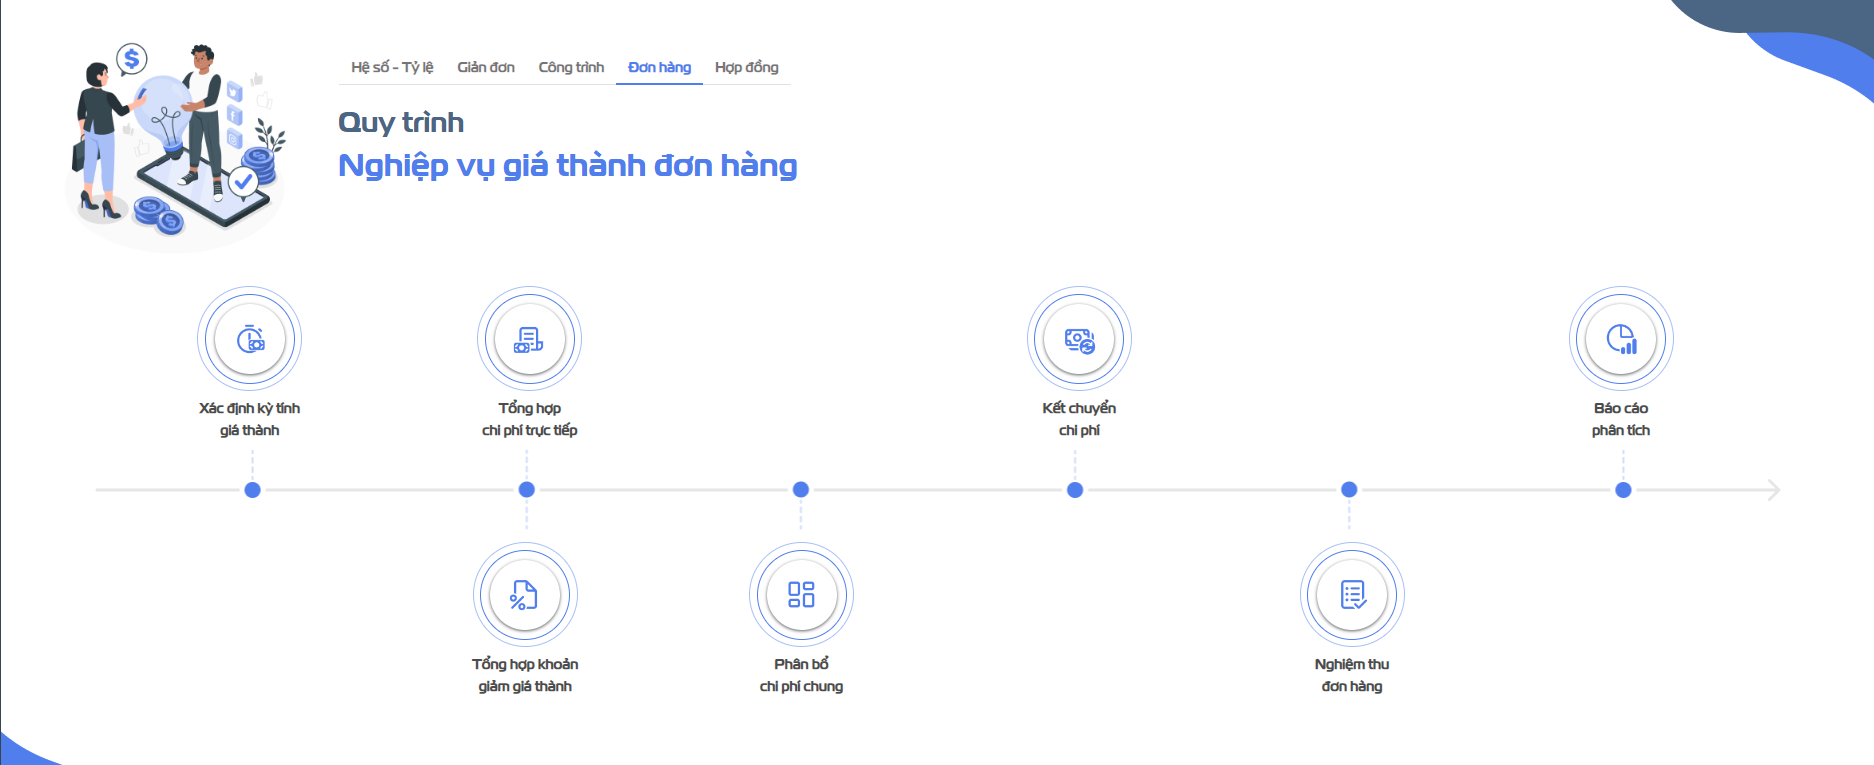 Hệ số - Tỷ lệ Giản đơn Công trình Đơn hàng Hợp đồng
Quy trình
Nghiệp vụ giá thành đơn hàng
Xác định kỳ tính
giá thành
Tổng hợp
chi phí trực tiếp
Kết chuyển
chi phí
Báo cáo
phân tích
Tổng hợp khoản
giảm giá thành
Phân bổ
chi phí chung
Nghiệm thu
đơn hàng